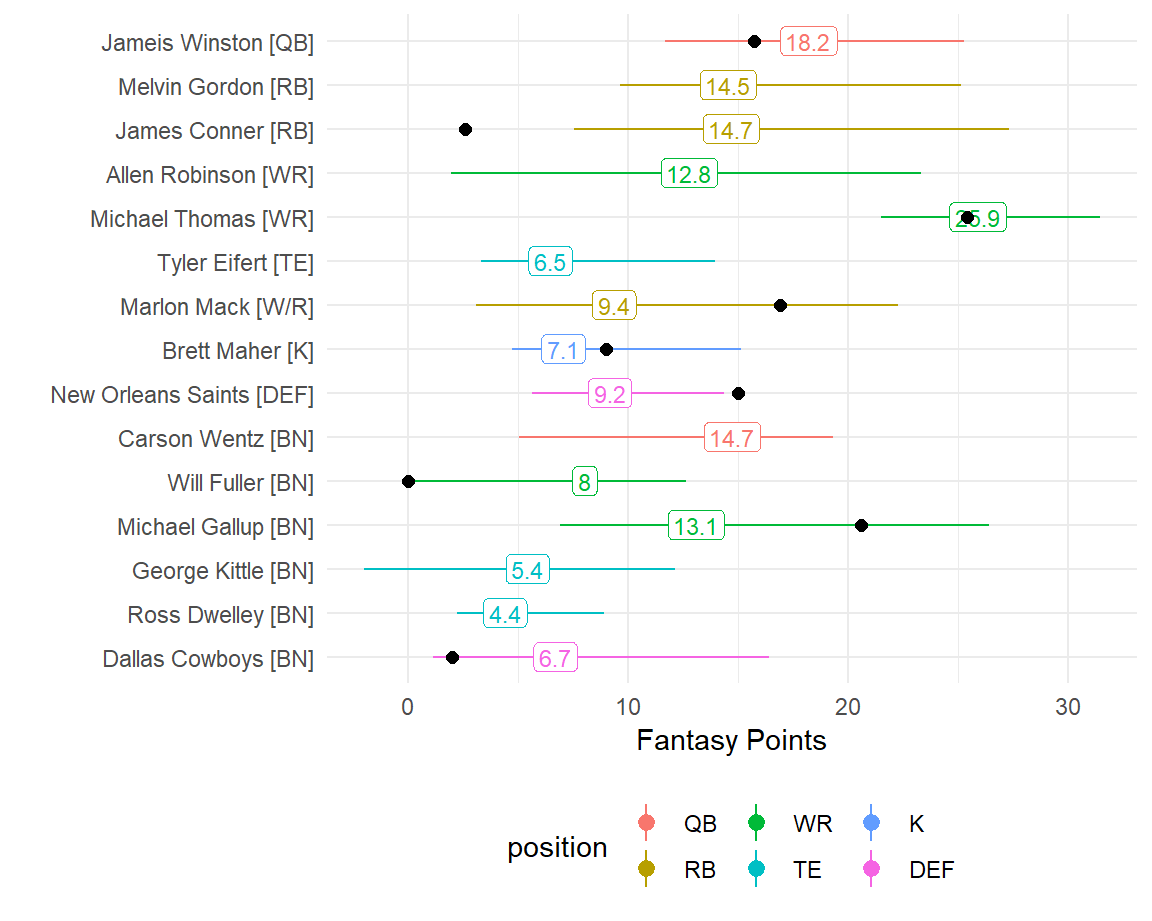 Jameis Winston [QB] 18.2
Melvin Gordon [RB] 14.5
James Conner [RB] 14.7
Allen Robinson [WR] 12.8
Michael Thomas [WR] 25.9
Tyler Eifert [TE] 6.5
Marlon Mack [W/R] 9.4
Brett Maher [K] 7.1
New Orleans Saints [DEF] 9.2
Carson Wentz [BN] 14.7
Will Fuller [BN] 8
Michael Gallup [BN] 13.1
George Kittle [BN] 5.4
Ross Dwelley [BN] 4.4
Dallas Cowboys [BN] 6.7
0 10 20 30
Fantasy Points
position
QB WR K
RB TE DEF